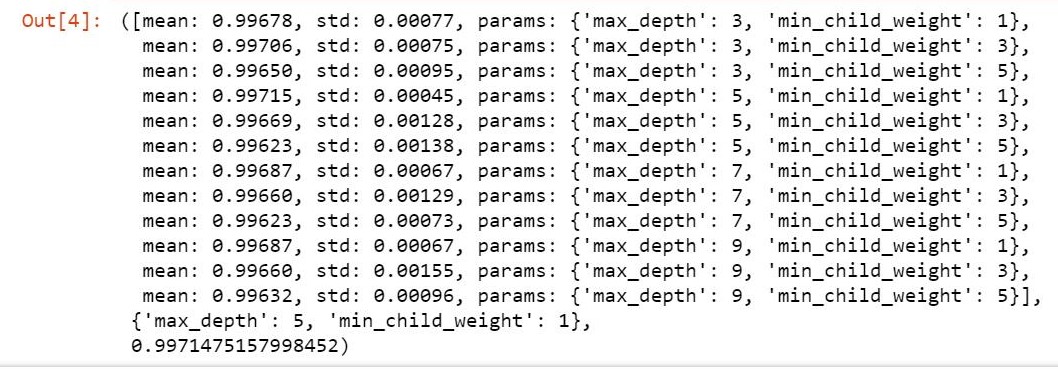 Out[4]: ([mean: 0.99678, std: 0.00077, params: {'max_depth': 3, 'min_child_weight': 1},
mean: 0.99706, std: 0.00075, params: {'max_depth': 3, 'min_child_weight': 3},
mean: 0.99650, std: 0.00095, params: {'max_depth': 3, 'min_child_weight': 5},
mean: 0.99715, std: 0.00045, params: {'max_depth': 5, 'min_child_weight': 1},
mean: 0.99669, std: 0.00128, params: {'max_depth': 5, 'min_child_weight': 3},
mean: 0.99623, std: 0.00138, params: {'max_depth': 5, 'min_child_weight': 5},
mean: 0.99687, std: 0.00067, params: {'max_depth': 7, 'min_child_weight': 1},
mean: 0.99660, std: 0.00129, params: {'max_depth': 7, 'min_child_weight': 3},
mean: 0.99623, std: 0.00073, params: {'max_depth': 7, 'min_child_weight': 5},
mean: 0.99687, std: 0.00067, params: {'max_depth': 9, 'min_child_weight': 1},
mean: 0.99660, std: 0.00155, params: {'max_depth': 9, 'min_child_weight': 3},
mean: 0.99632, std: 0.00096, params: {'max_depth': 9, 'min_child_weight': 5}],
{'max_depth': 5, 'min_child_weight': 1},
0.9971475157998452)